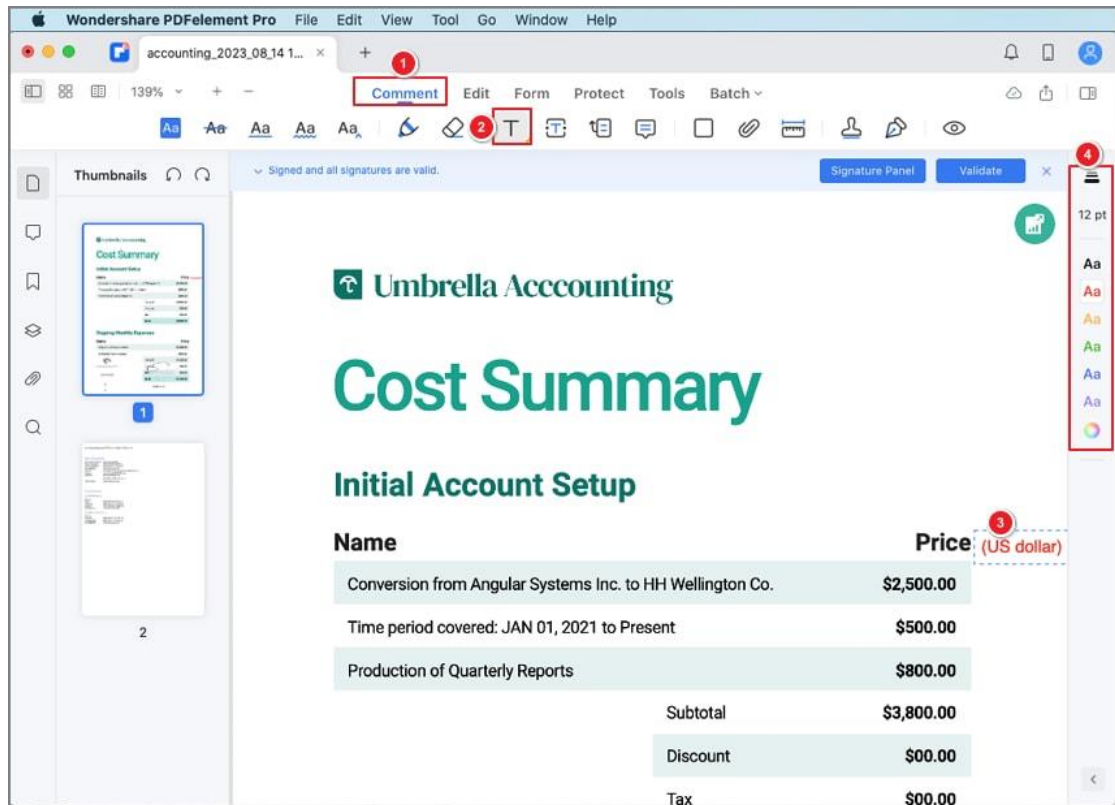 Wondershare PDFelement Pro File Edit View Tool Go Window Help
accounting_2023_08_14 1... × +
1
139% + − Comment Edit Form Protect Tools Batch
Aa Aa Aa Aa Aa 2 T T T
Thumbnails
Signed and all signatures are valid. Signature Panel Validate ×
4
12 pt
Aa
Aa
Aa
Aa
Aa
Aa
Umbrella Acccounting
Cost Summary
Initial Account Setup
3
Name Price (US dollar)
Conversion from Angular Systems Inc. to HH Wellington Co. $2,500.00
Time period covered: JAN 01, 2021 to Present $500.00
Production of Quarterly Reports $800.00
Subtotal $3,800.00
Discount $00.00
Tax $00.00
Cost Summary
1
2